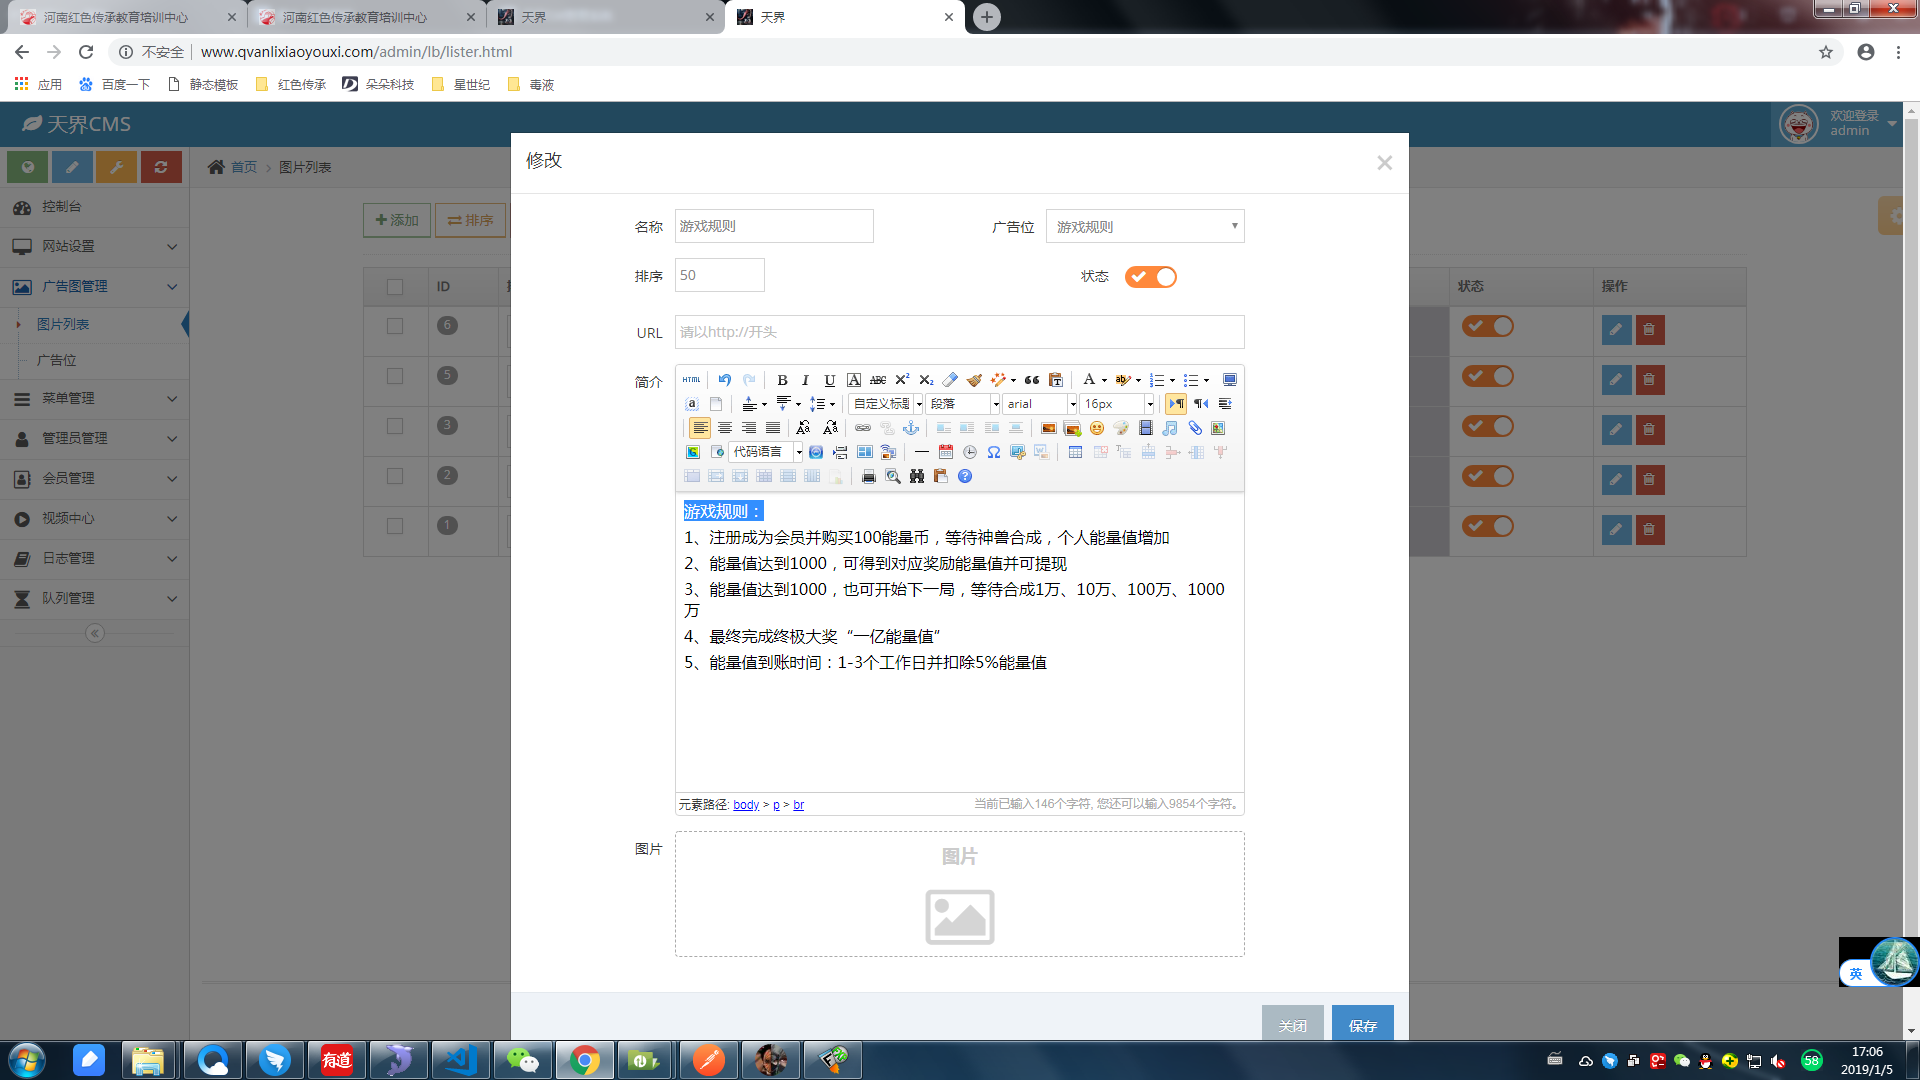 河南红色传承教育培训中心
河南红色传承教育培训中心
天界
天界
不安全
www.qvanlixiaoyouxi.com/admin/lb/lister.html
应用
百度一下
静态模板
红色传承
朵朵科技
星世纪
毒液
天界CMS
欢迎登录
admin
首页 › 图片列表
控制台
网站设置
广告图管理
图片列表
广告位
菜单管理
管理员管理
会员管理
视频中心
日志管理
队列管理
添加
排序
ID
6
5
3
2
1
状态
操作
修改
名称
游戏规则
广告位
游戏规则
排序
50
状态
URL
请以http://开头
简介
HTML
自定义标题
段落
arial
16px
代码语言
游戏规则：
1、注册成为会员并购买100能量币，等待神兽合成，个人能量值增加
2、能量值达到1000，可得到对应奖励能量值并可提现
3、能量值达到1000，也可开始下一局，等待合成1万、10万、100万、1000
万
4、最终完成终极大奖“一亿能量值”
5、能量值到账时间：1-3个工作日并扣除5%能量值
元素路径: body > p > br
当前已输入146个字符, 您还可以输入9854个字符。
图片
图片
关闭
保存
英
有道
58
17:06
2019/1/5